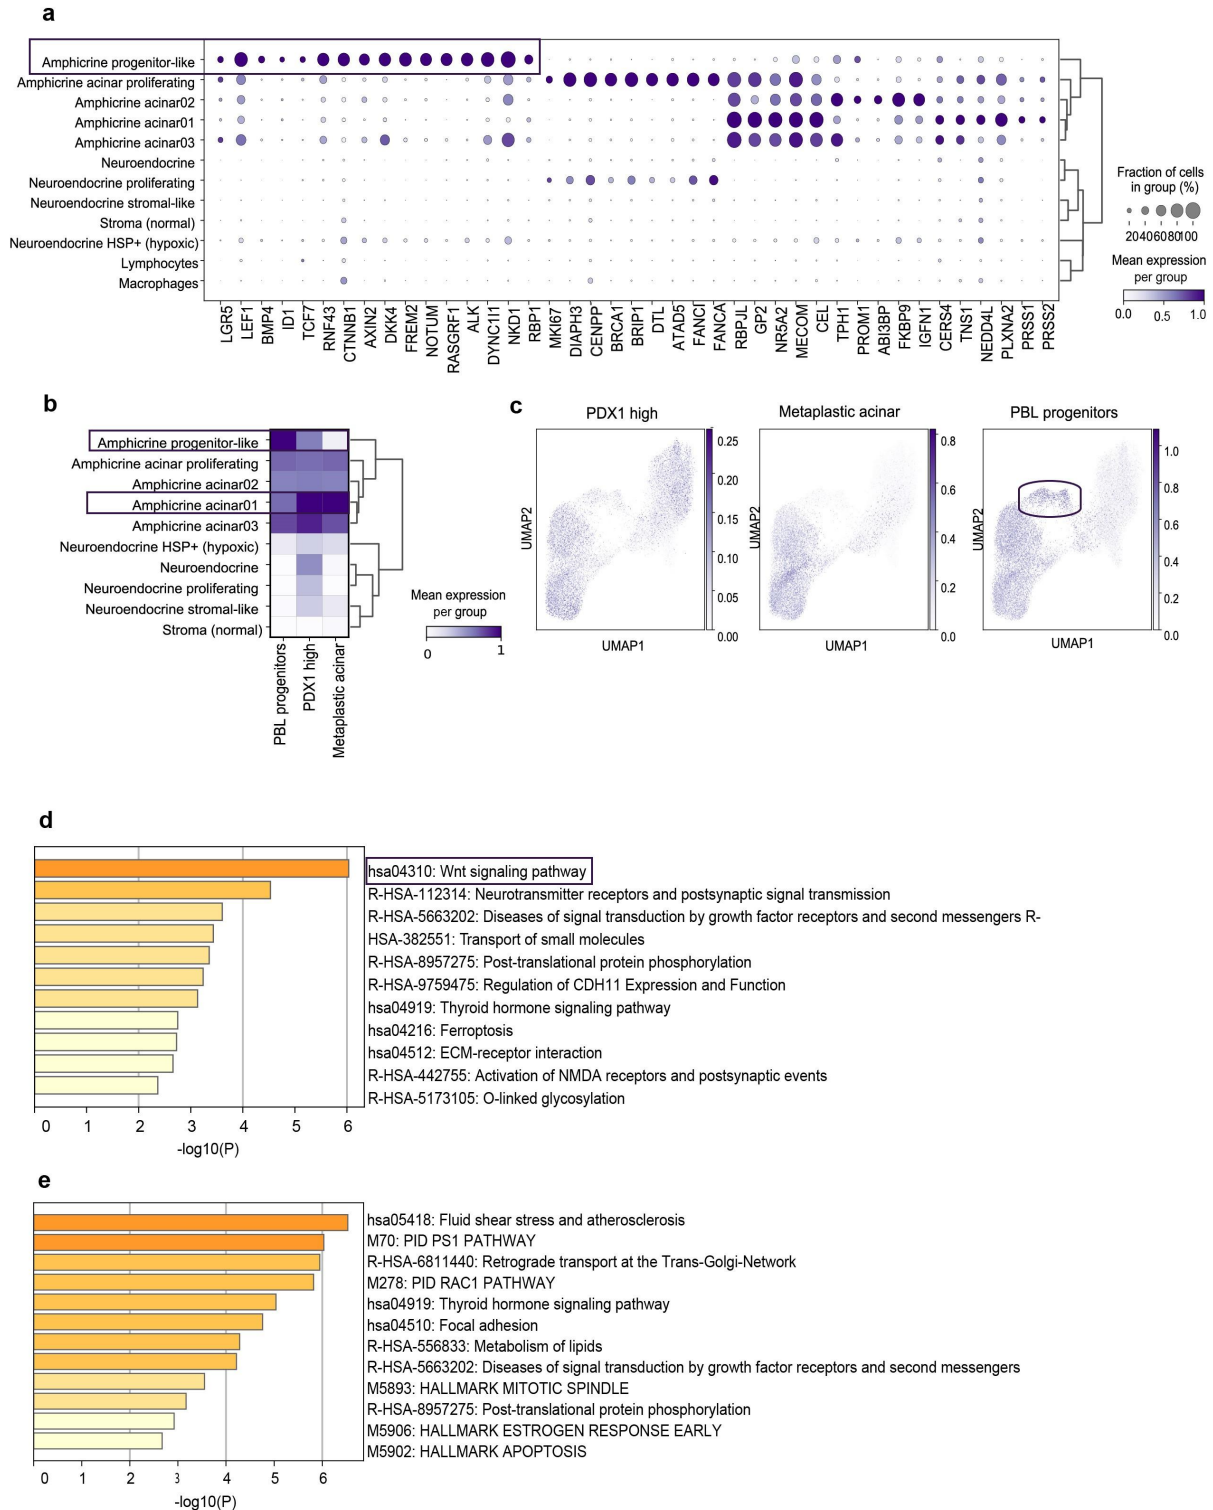 a
Amphicrine progenitor-like
Amphicrine acinar proliferating
Amphicrine acinar02
Amphicrine acinar01
Amphicrine acinar03
Neuroendocrine
Neuroendocrine proliferating
Neuroendocrine stromal-like
Stroma (normal)
Neuroendocrine HSP+ (hypoxic)
Lymphocytes
Macrophages
LGR5
LEF1
BMP4
ID1
TCF7
RNF43
CTNNB1
AXIN2
DKK4
FREM2
NOTUM
RASGRF1
ALK
DYNC1I1
NKD1
RBP1
MKI67
DIAPH3
CENPP
BRCA1
BRIP1
DTL
ATAD5
FANCI
FANCA
RBPJL
GP2
NR5A2
MECOM
CEL
TPH1
PROM1
ABI3BP
FKBP9
IGFN1
CERS4
TNS1
NEDD4L
PLXNA2
PRSS1
PRSS2
Fraction of cells
in group (%)
20406080100
Mean expression
per group
0.0 0.5 1.0
b
Amphicrine progenitor-like
Amphicrine acinar proliferating
Amphicrine acinar02
Amphicrine acinar01
Amphicrine acinar03
Neuroendocrine HSP+ (hypoxic)
Neuroendocrine
Neuroendocrine proliferating
Neuroendocrine stromal-like
Stroma (normal)
PBL progenitors
PDX1 high
Metaplastic acinar
Mean expression
per group
0 1
c
PDX1 high
UMAP2
UMAP1
0.25
0.20
0.15
0.10
0.05
0.00
Metaplastic acinar
UMAP2
UMAP1
0.8
0.6
0.4
0.2
0.0
PBL progenitors
UMAP2
UMAP1
1.0
0.8
0.6
0.4
0.2
0.0
d
hsa04310: Wnt signaling pathway
R-HSA-112314: Neurotransmitter receptors and postsynaptic signal transmission
R-HSA-5663202: Diseases of signal transduction by growth factor receptors and second messengers R-
HSA-382551: Transport of small molecules
R-HSA-8957275: Post-translational protein phosphorylation
R-HSA-9759475: Regulation of CDH11 Expression and Function
hsa04919: Thyroid hormone signaling pathway
hsa04216: Ferroptosis
hsa04512: ECM-receptor interaction
R-HSA-442755: Activation of NMDA receptors and postsynaptic events
R-HSA-5173105: O-linked glycosylation
0 1 2 3 4 5 6
-log10(P)
e
hsa05418: Fluid shear stress and atherosclerosis
M70: PID PS1 PATHWAY
R-HSA-6811440: Retrograde transport at the Trans-Golgi-Network
M278: PID RAC1 PATHWAY
hsa04919: Thyroid hormone signaling pathway
hsa04510: Focal adhesion
R-HSA-556833: Metabolism of lipids
R-HSA-5663202: Diseases of signal transduction by growth factor receptors and second messengers
M5893: HALLMARK MITOTIC SPINDLE
R-HSA-8957275: Post-translational protein phosphorylation
M5906: HALLMARK ESTROGEN RESPONSE EARLY
M5902: HALLMARK APOPTOSIS
0 1 2 3 4 5 6
-log10(P)